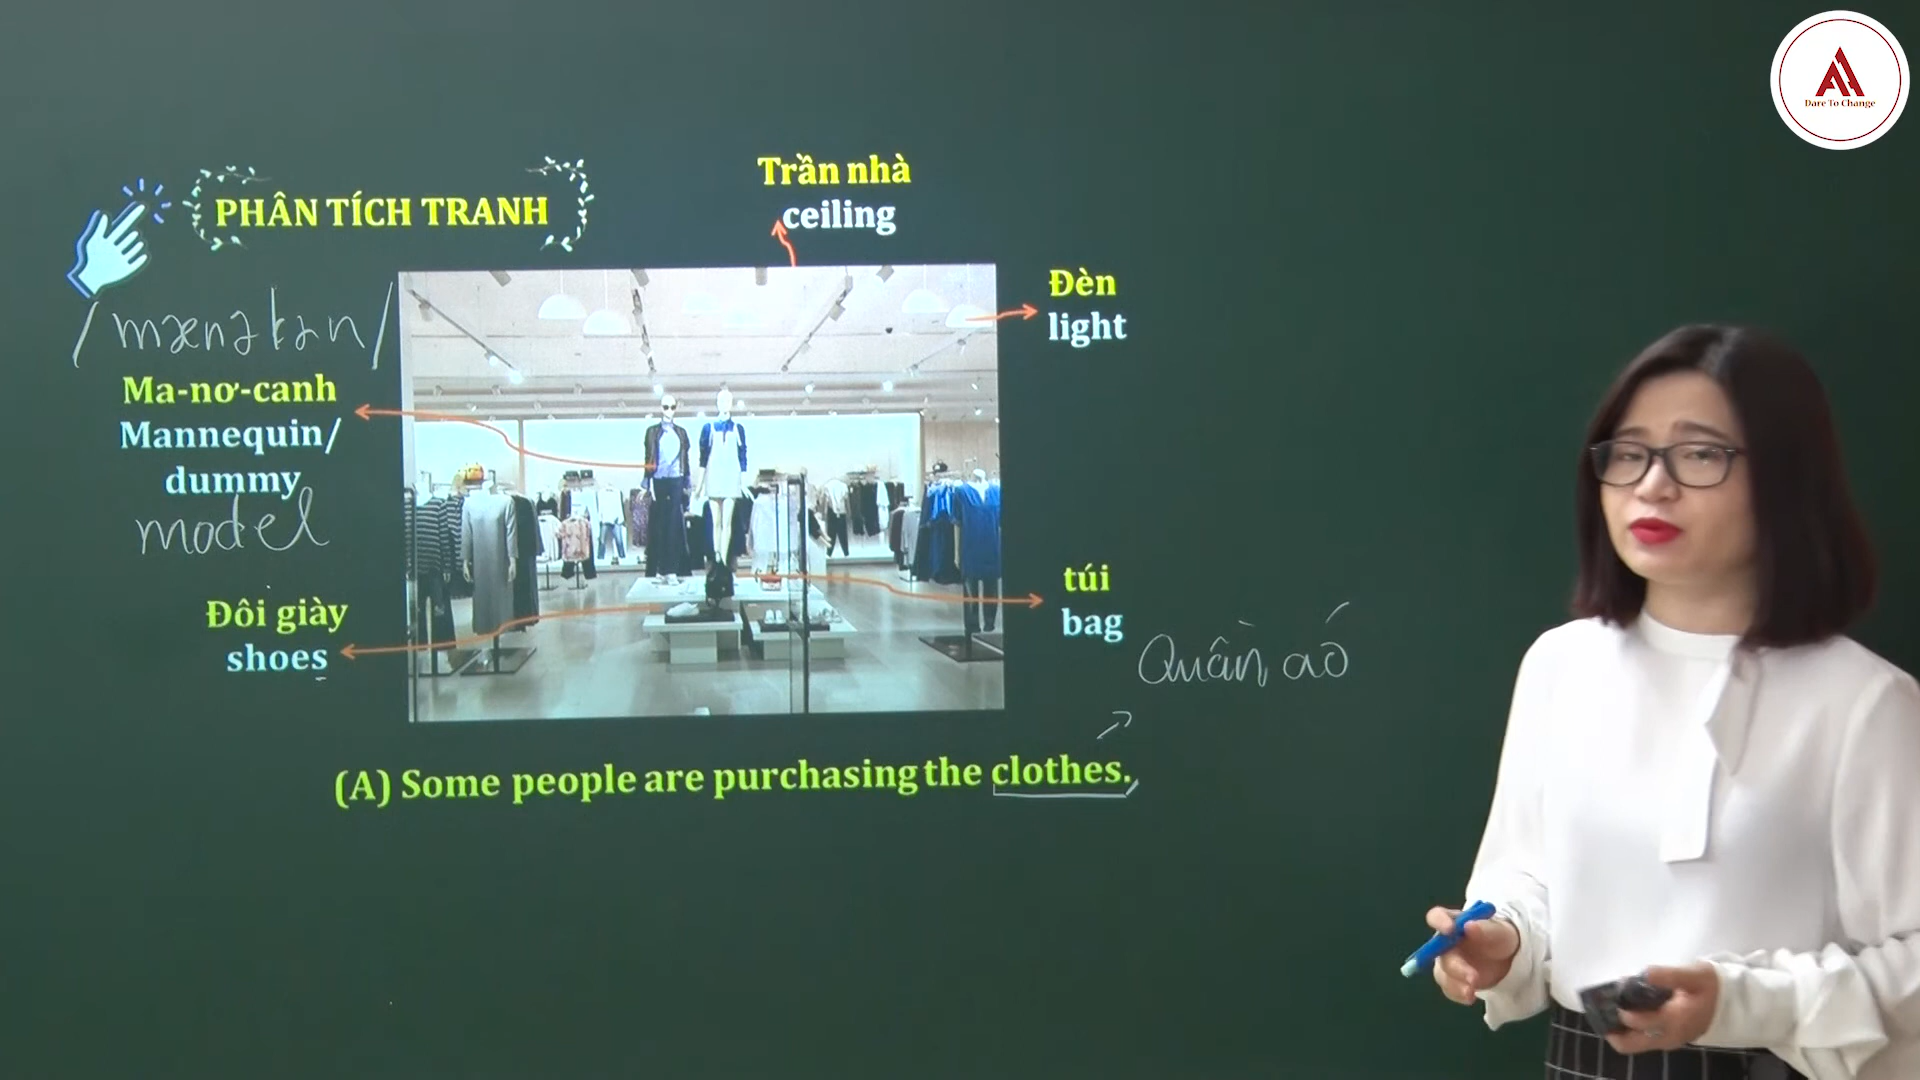 Dare To Change
PHÂN TÍCH TRANH
Trần nhà
ceiling
Đèn
light
/mænəkən/
Ma-nơ-canh
Mannequin/
dummy
model
Đôi giày
shoes
túi
bag
Quần áo
(A) Some people are purchasing the clothes.